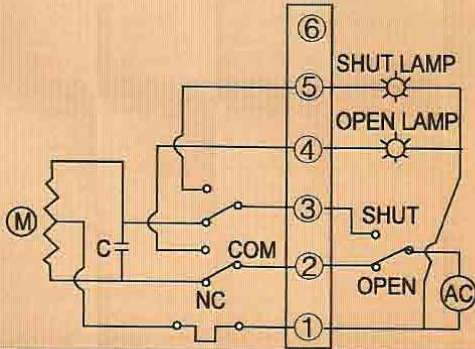 ⑥
⑤ SHUT LAMP
④ OPEN LAMP
③ SHUT
M C COM ② OPEN AC
NC
①